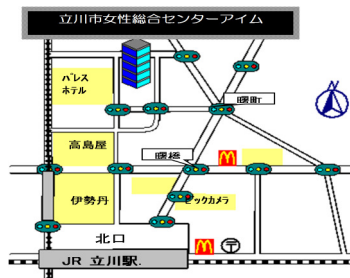 立川市女性総合センターアイム
パレス
ホテル
曙町
高島屋
曙橋
伊勢丹
ビックカメラ
北口
JR 立川駅.